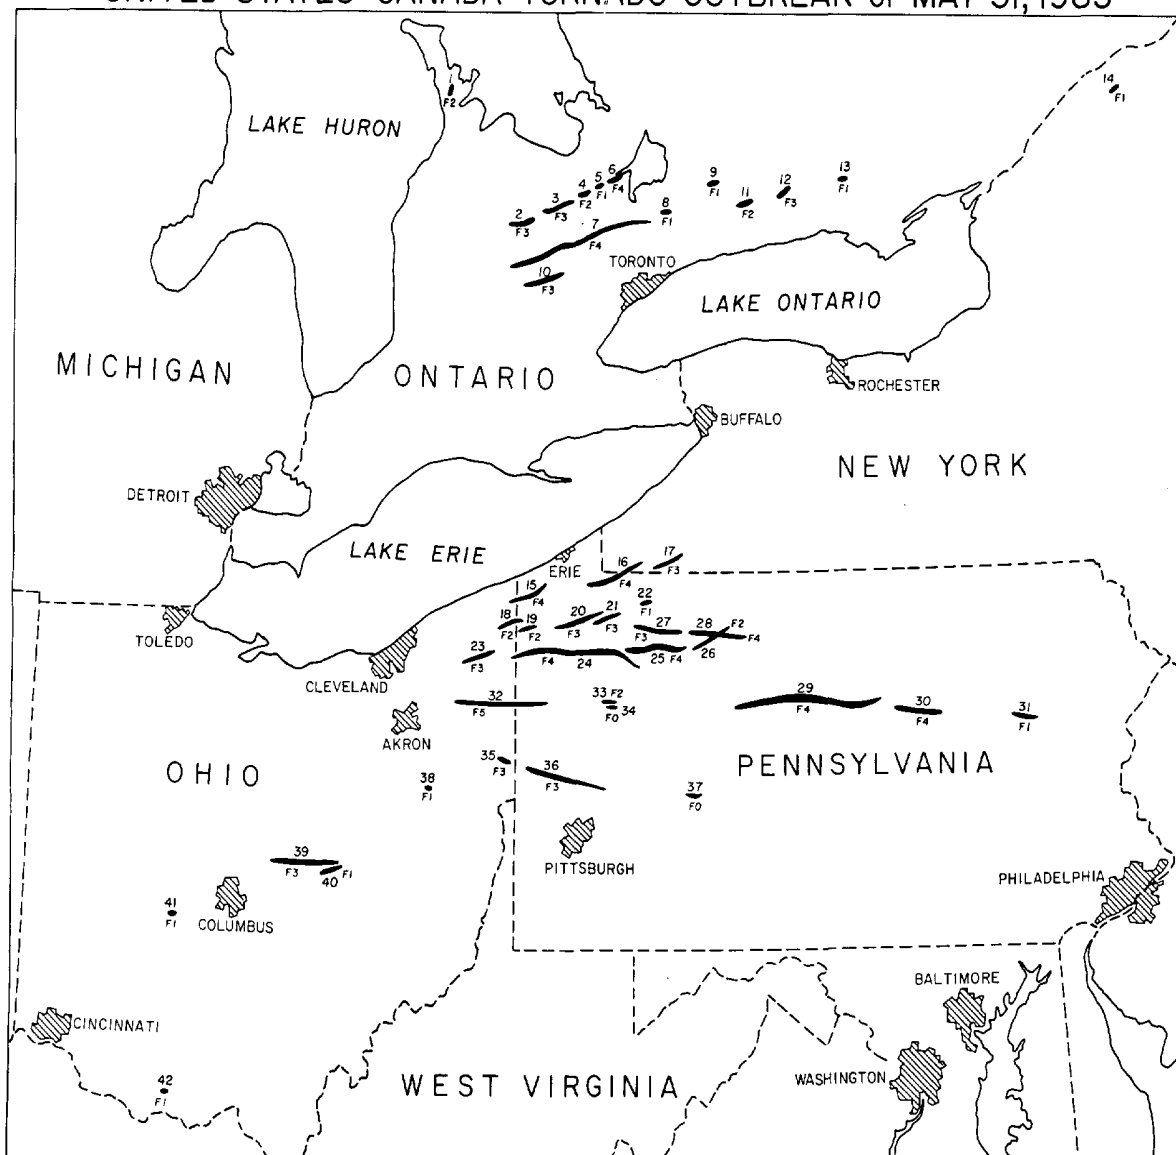 UNITED STATES-CANADA TORNADO OUTBREAK OF MAY 31, 1985
1
F2
14
F1
LAKE HURON
2
F3
3
F3
4
F2
5
F1
6
F4
7
F4
8
F1
9
F1
11
F2
12
F3
13
F1
10
F3
TORONTO
LAKE ONTARIO
MICHIGAN
ONTARIO
ROCHESTER
BUFFALO
NEW YORK
DETROIT
LAKE ERIE
ERIE
15
F4
16
F4
17
F3
TOLEDO
18
F2
19
F2
20
F3
21
F3
22
F1
23
F3
F4
24
27
F3
25
F4
28
F2
F4
26
CLEVELAND
32
F5
33 F2
34
F0
29
F4
30
F4
31
F1
AKRON
OHIO
35
F3
36
F3
37
F0
38
F1
PENNSYLVANIA
PITTSBURGH
39
F3
40
F1
41
F1
COLUMBUS
PHILADELPHIA
BALTIMORE
CINCINNATI
WASHINGTON
WEST VIRGINIA
42
F1